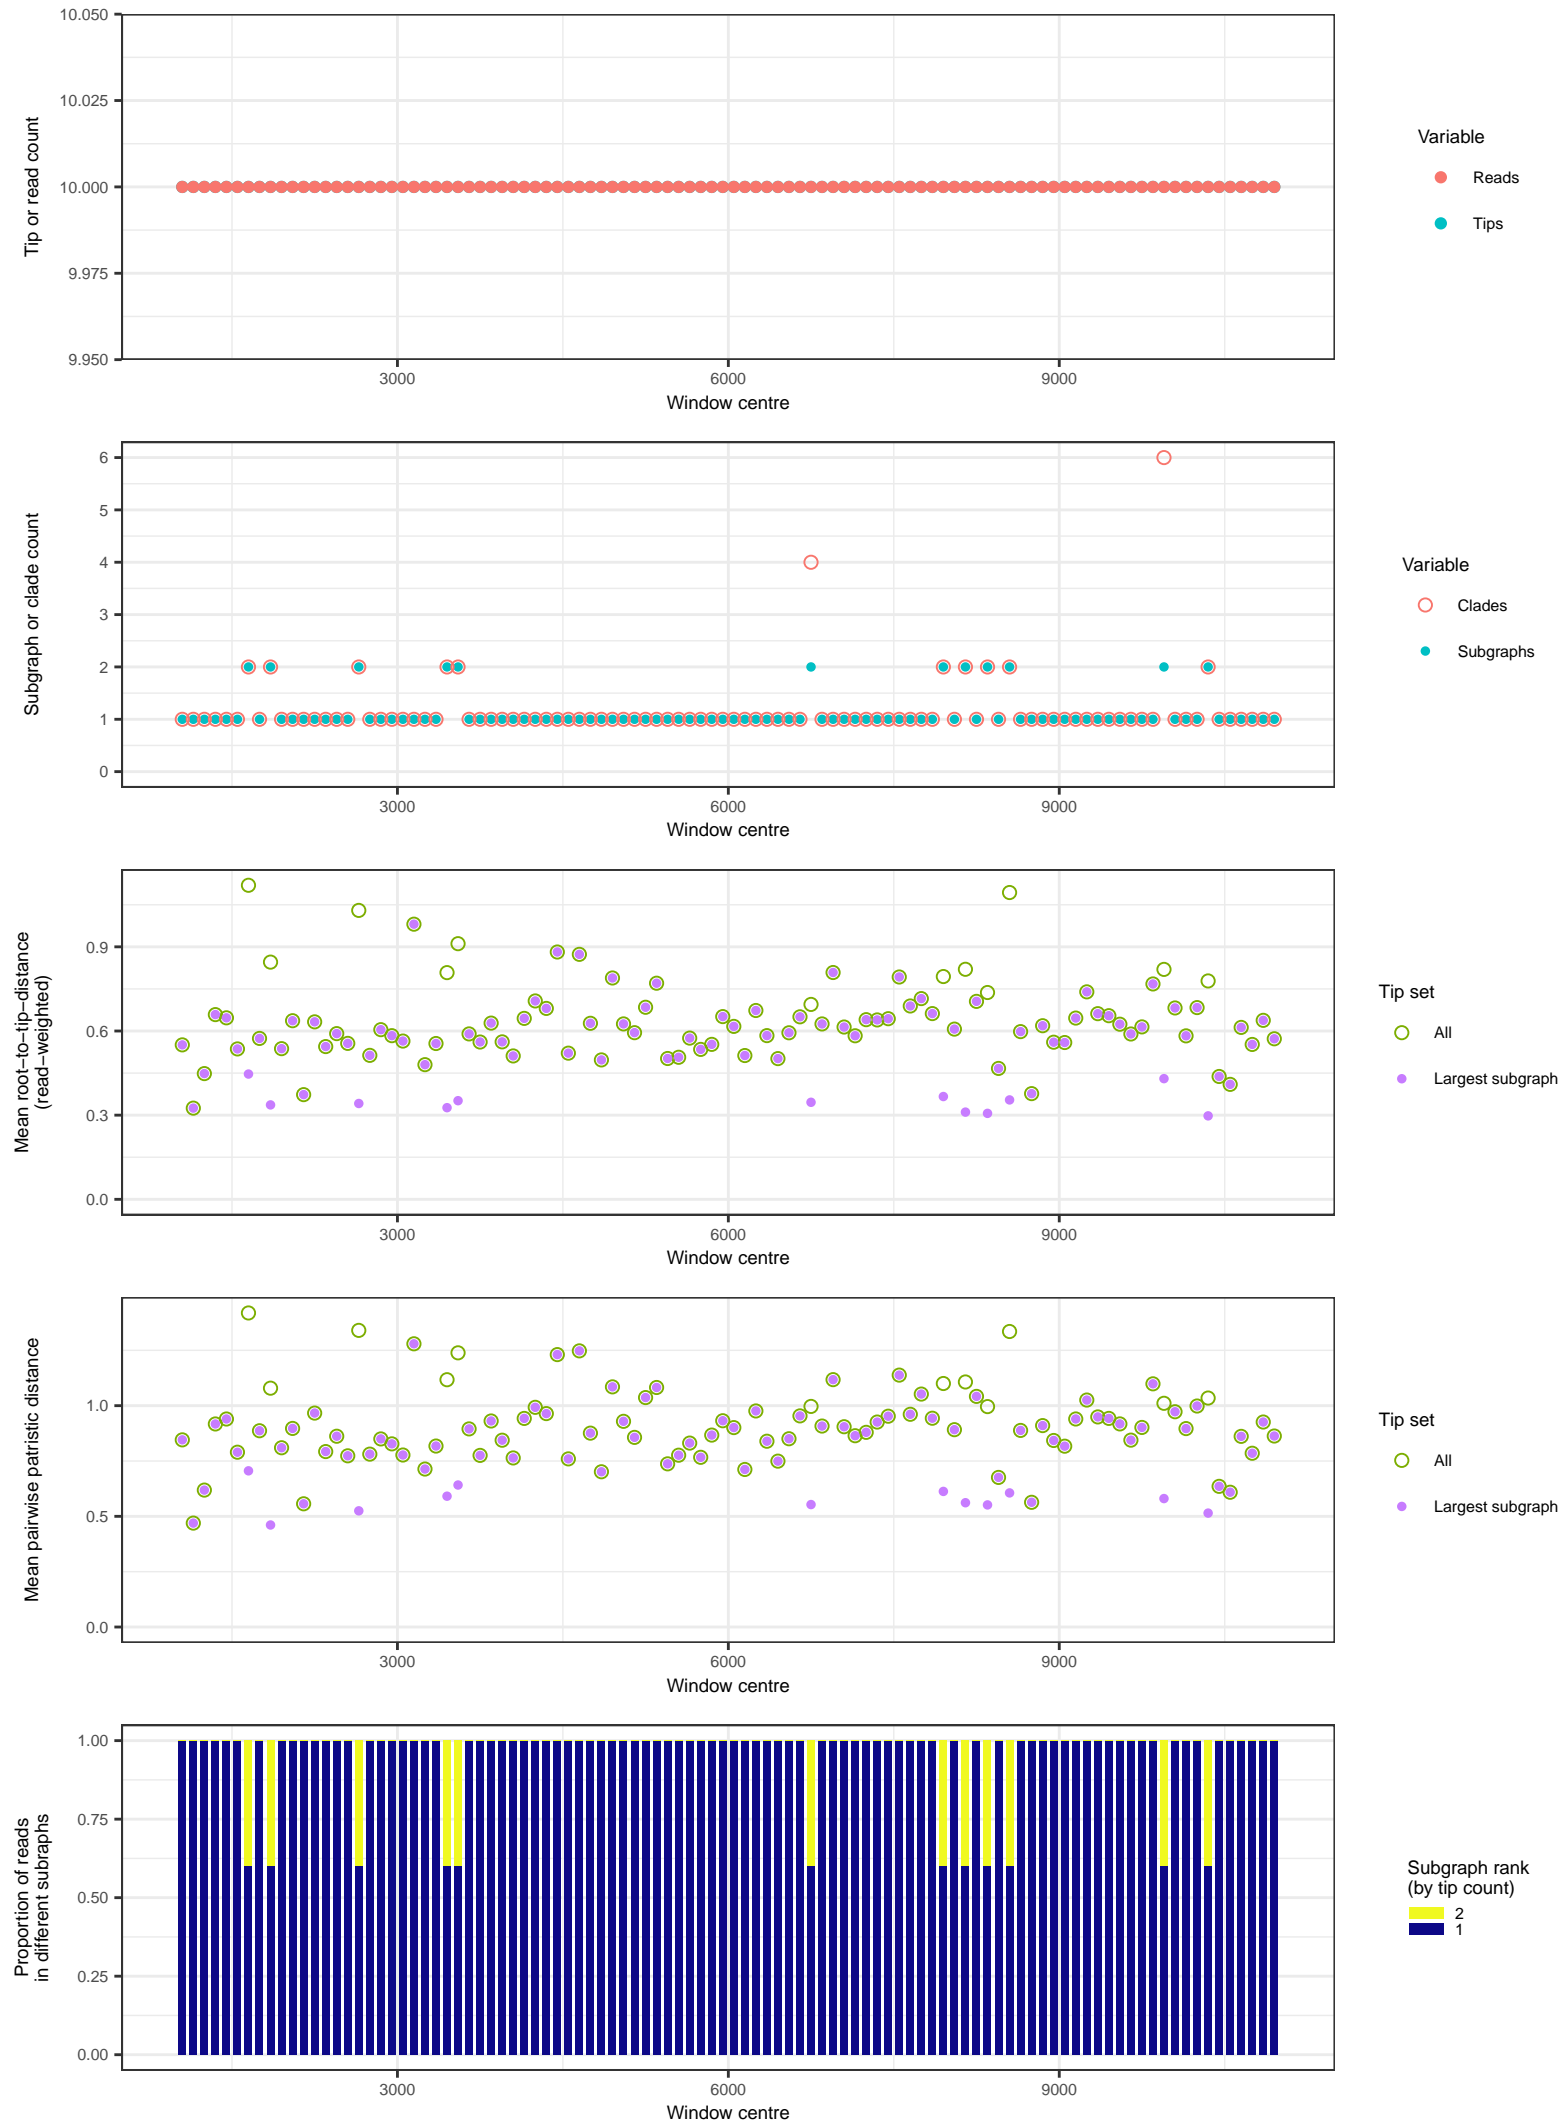 10.050
10.025
10.000
9.975
9.950
Tip or read count
3000
6000
9000
Window centre
Variable
Reads
Tips
6
5
4
3
2
1
0
Subgraph or clade count
3000
6000
9000
Window centre
Variable
Clades
Subgraphs
0.9
0.6
0.3
0.0
Mean root−to−tip−distance
(read−weighted)
3000
6000
9000
Window centre
Tip set
All
Largest subgraph
1.0
0.5
0.0
Mean pairwise patristic distance
3000
6000
9000
Window centre
Tip set
All
Largest subgraph
1.00
0.75
0.50
0.25
0.00
Proportion of reads
in different subraphs
3000
6000
9000
Window centre
Subgraph rank
(by tip count)
2
1